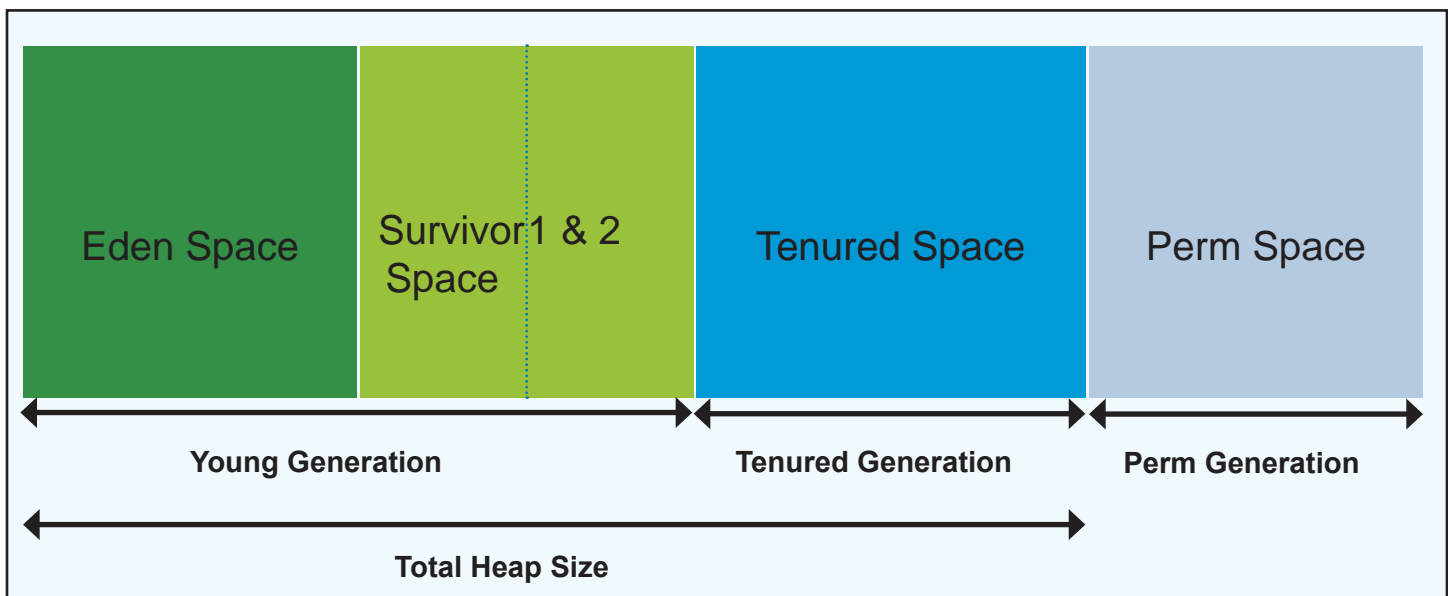 Eden Space
Survivor1 & 2
Space
Tenured Space
Perm Space
Young Generation
Tenured Generation
Perm Generation
Total Heap Size